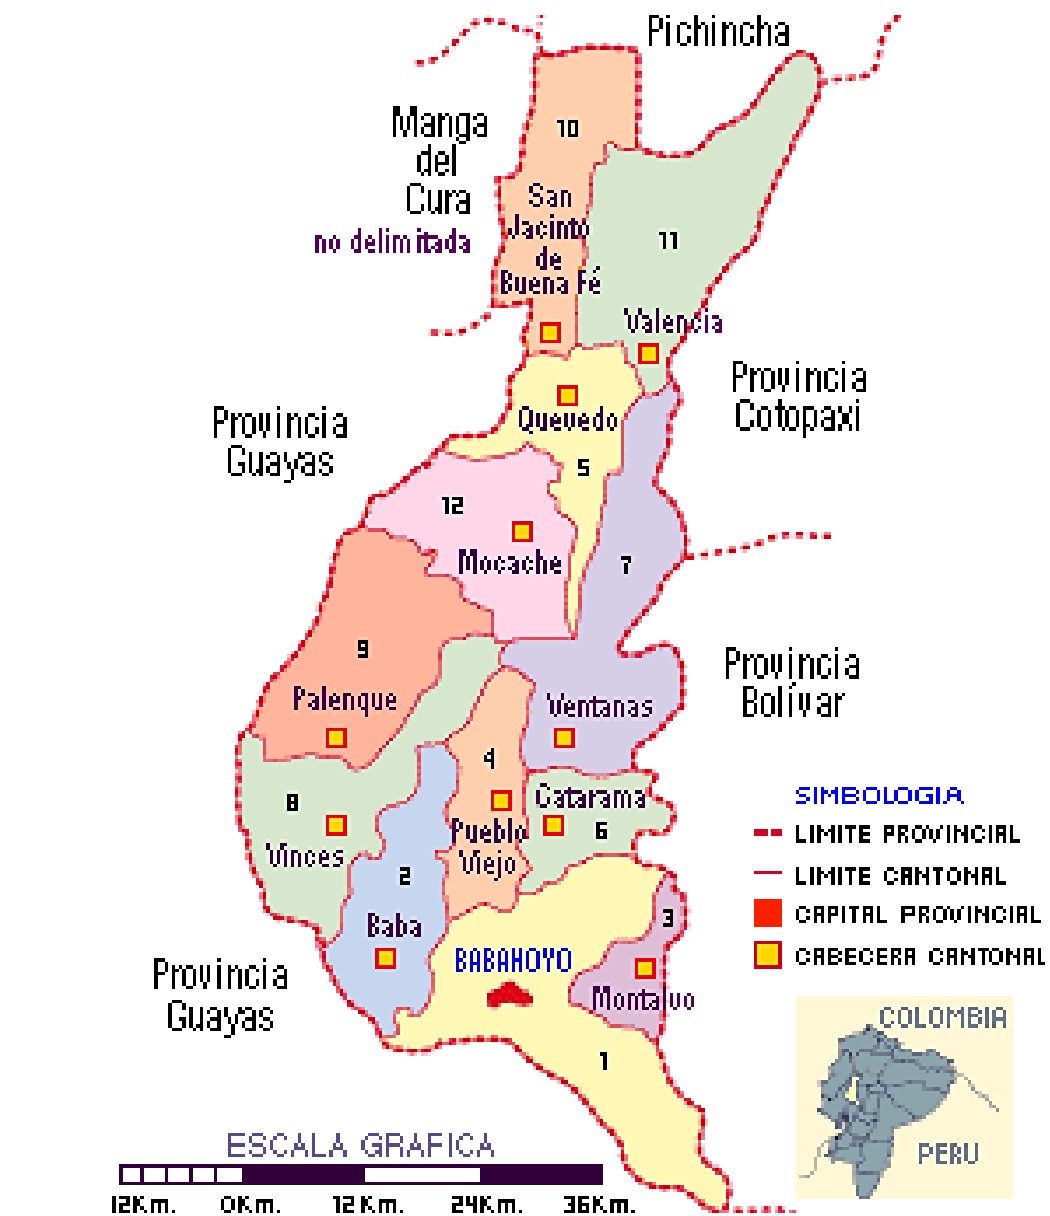 Pichincha
Manga
del
Cura
no delimitada
10
San
Jacinto
de
Buena Fé
11
Valencia
Provincia
Cotopaxi
Provincia
Guayas
Quevedo
5
12
Mocache
7
9
Palenque
Provincia
Bolívar
Ventanas
4
Pueblo
Viejo
Catarama
6
8
Vinces
2
Baba
3
BABAHOYO
Montalvo
1
Provincia
Guayas
SIMBOLOGIA
LIMITE PROVINCIAL
LIMITE CANTONAL
CAPITAL PROVINCIAL
CABECERA CANTONAL
COLOMBIA
PERU
ESCALA GRAFICA
12Km. 0Km. 12Km. 24Km. 36Km.